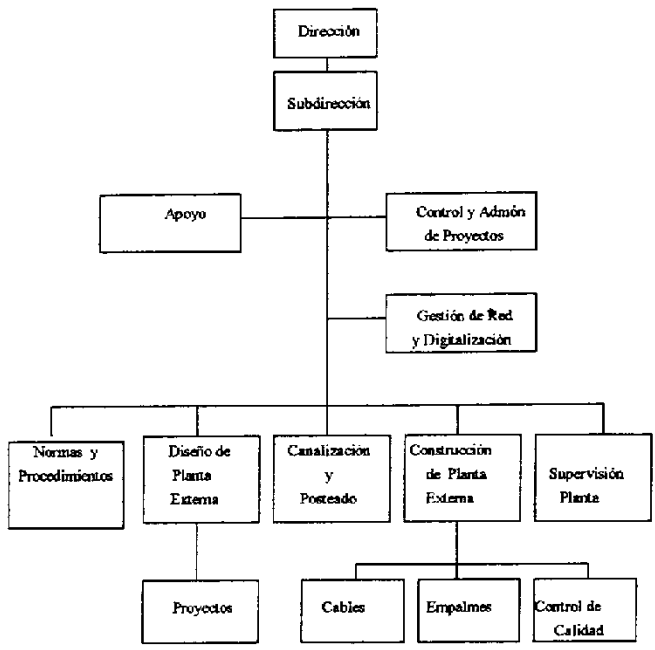 Dirección
Subdirección
Apoyo
Control y Admón
de Proyectos
Gestión de Red
y Digitalización
Normas y
Procedimientos
Diseño de
Planta
Externa
Canalización
y
Posteado
Construcción
de Planta
Externa
Supervisión
Planta
Proyectos
Cables
Empalmes
Control de
Calidad